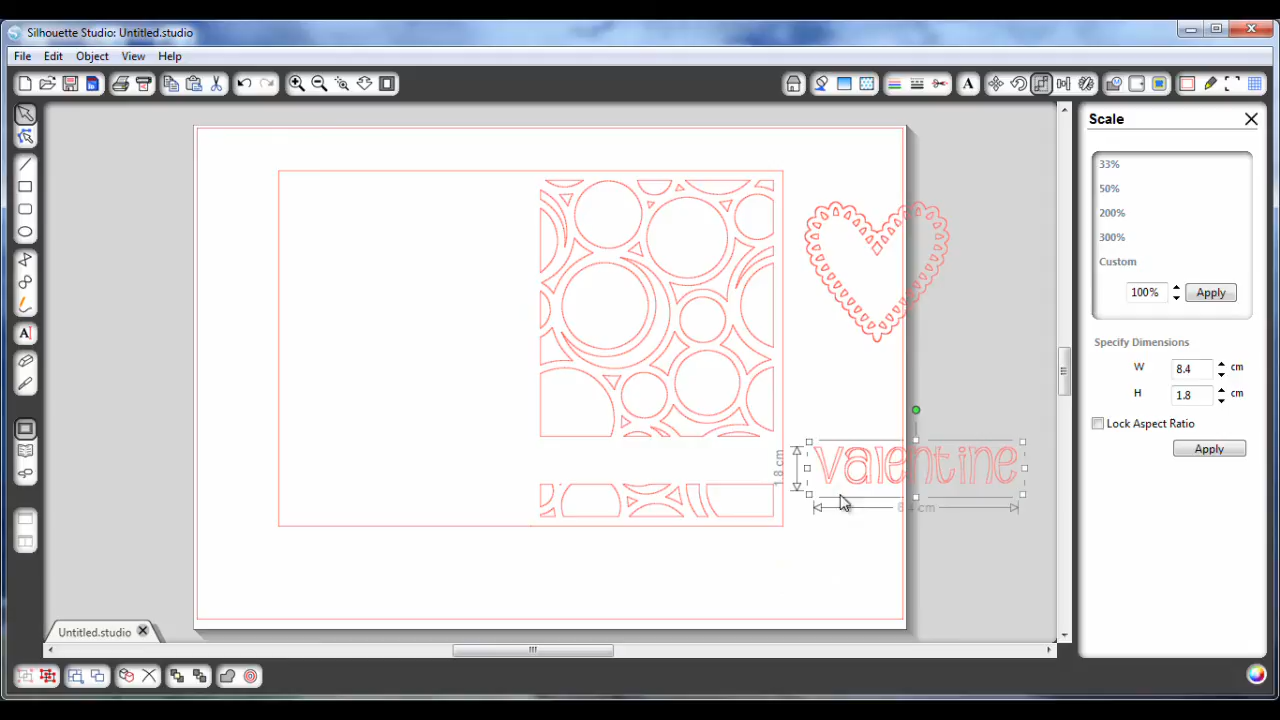 Silhouette Studio: Untitled.studio
File Edit Object View Help
A
Scale
33%
50%
200%
300%
Custom
100% Apply
Specify Dimensions
W 8.4 cm
H 1.8 cm
Lock Aspect Ratio
Apply
valentine
1.8 cm
8.4 cm
A
Untitled.studio